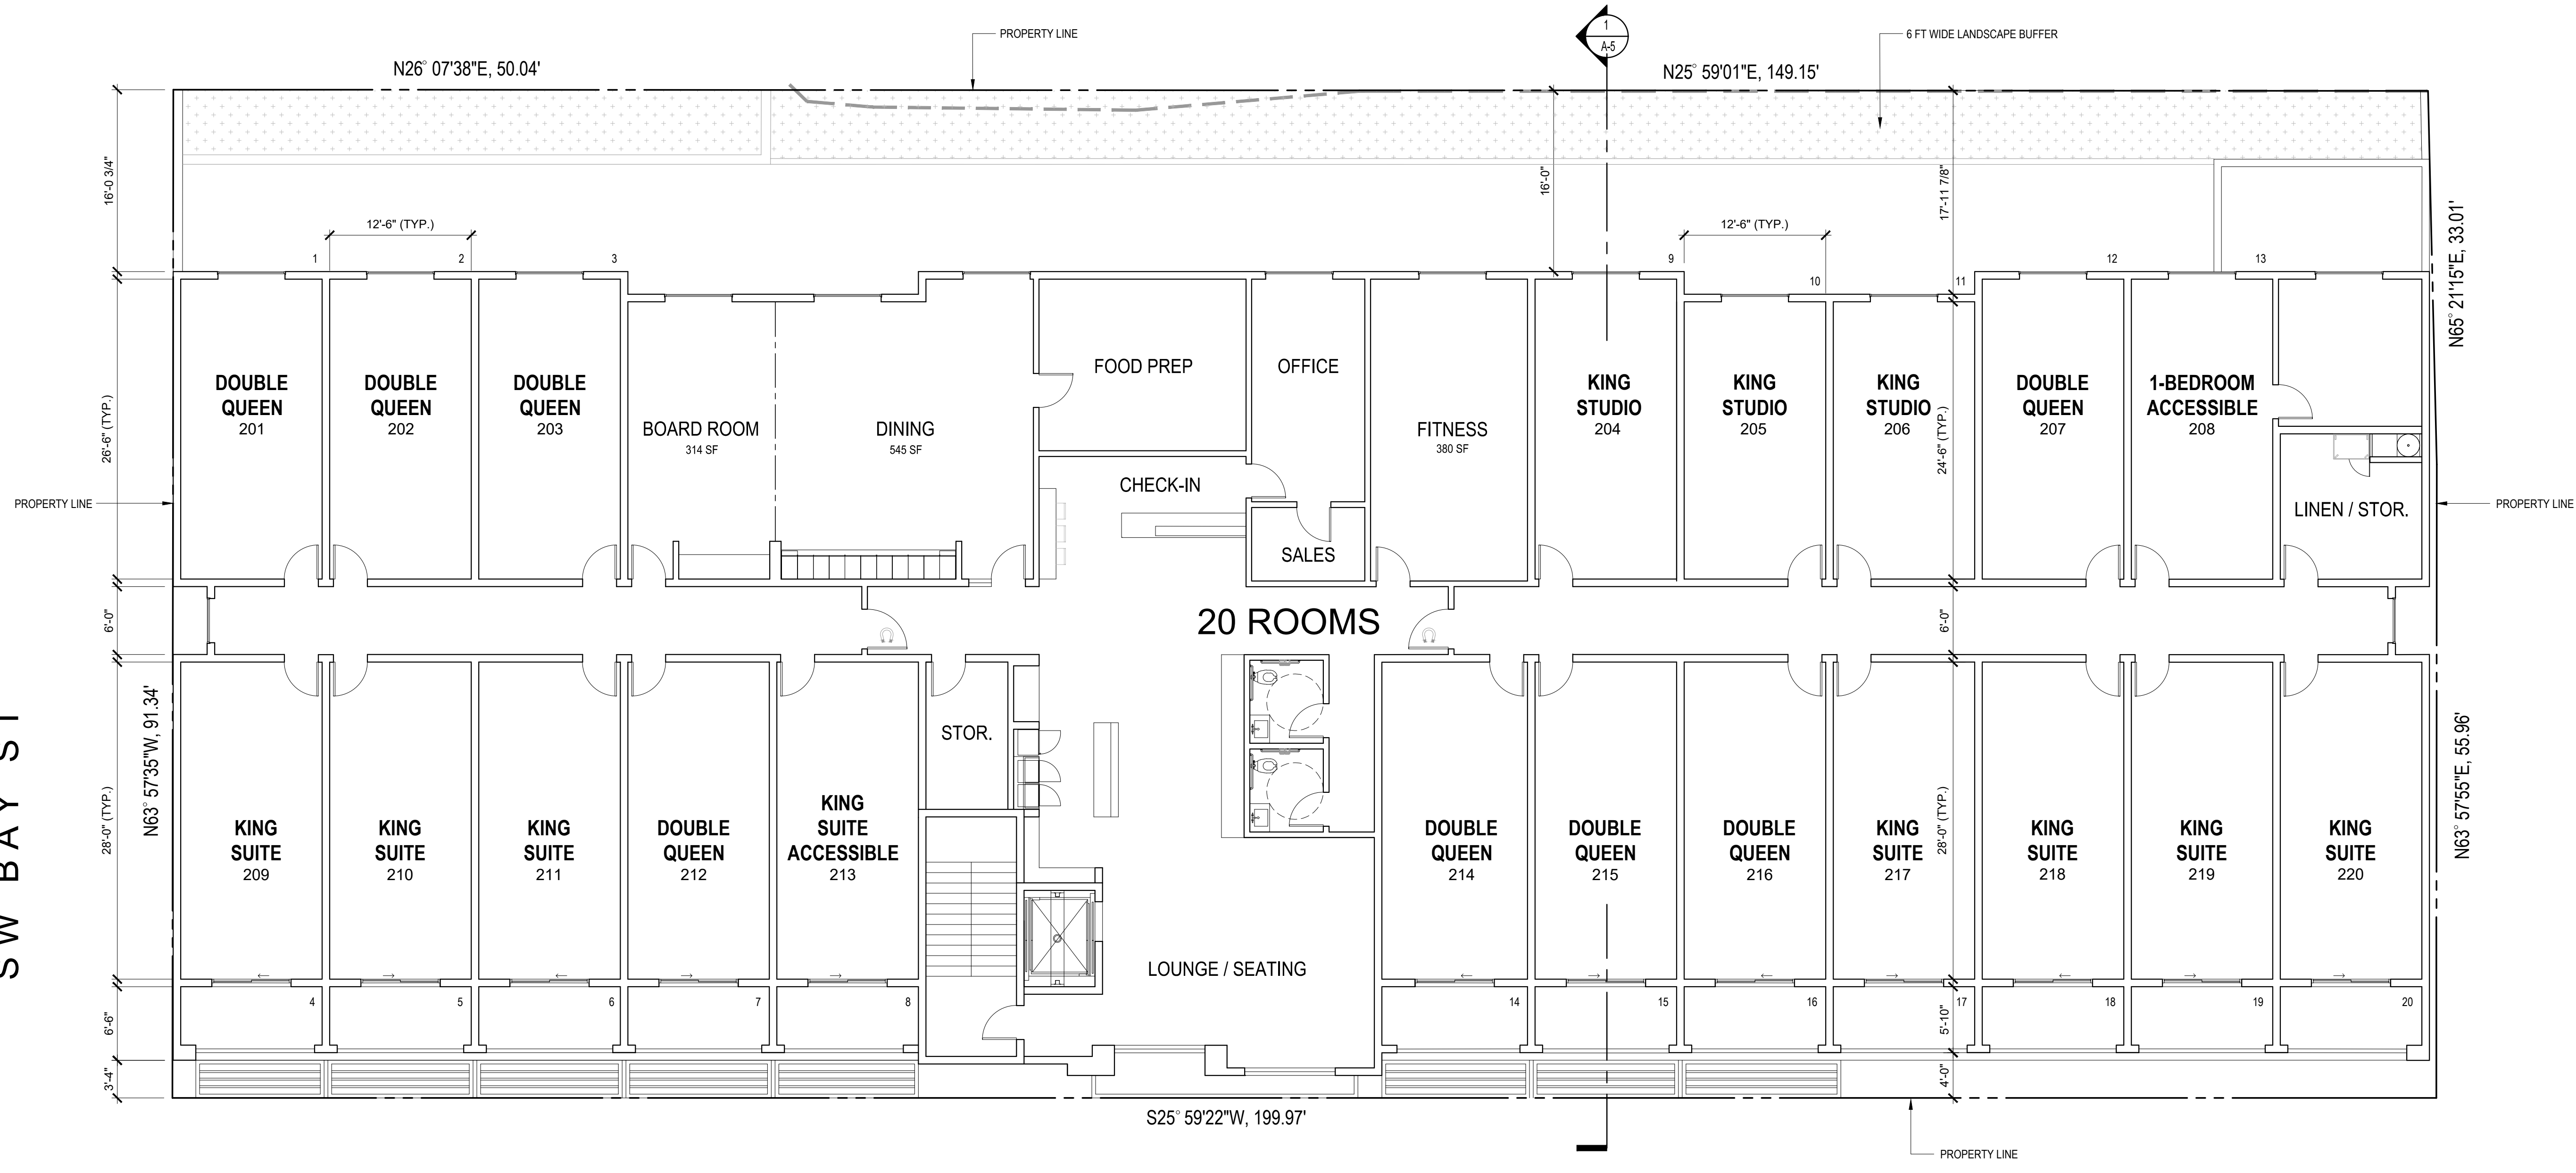 1
A-5
PROPERTY LINE
6 FT WIDE LANDSCAPE BUFFER
N26° 07'38"E, 50.04'
N25° 59'01"E, 149.15'
16'-0 3/4"
16'-0"
17'-11 7/8"
12'-6" (TYP.)
12'-6" (TYP.)
N65° 21'15"E, 33.01'
1
2
3
9
10
11
12
13
26'-6" (TYP.)
DOUBLE
QUEEN
201
DOUBLE
QUEEN
202
DOUBLE
QUEEN
203
BOARD ROOM
314 SF
DINING
545 SF
FOOD PREP
OFFICE
CHECK-IN
SALES
FITNESS
380 SF
KING
STUDIO
204
KING
STUDIO
205
KING
STUDIO
206
24'-6" (TYP.)
DOUBLE
QUEEN
207
1-BEDROOM
ACCESSIBLE
208
LINEN / STOR.
PROPERTY LINE
PROPERTY LINE
6'-0"
20 ROOMS
6'-0"
SW BAY ST
N63° 57'35"W, 91.34'
28'-0" (TYP.)
KING
SUITE
209
KING
SUITE
210
KING
SUITE
211
DOUBLE
QUEEN
212
KING
SUITE
ACCESSIBLE
213
STOR.
LOUNGE / SEATING
DOUBLE
QUEEN
214
DOUBLE
QUEEN
215
DOUBLE
QUEEN
216
KING
SUITE
217
28'-0" (TYP.)
KING
SUITE
218
KING
SUITE
219
KING
SUITE
220
N63° 57'55"E, 55.96'
6'-6"
4
5
6
7
8
14
15
16
17
18
19
20
5'-10"
3'-4"
4'-0"
S25° 59'22"W, 199.97'
PROPERTY LINE